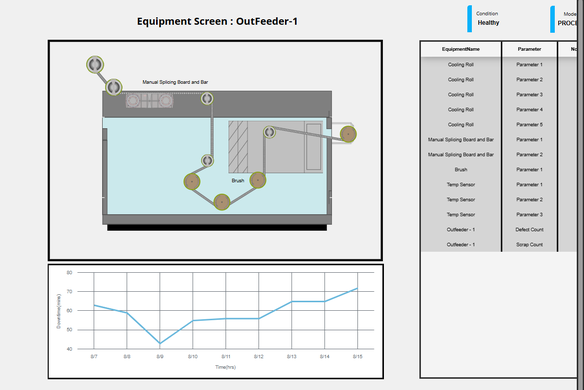 Equipment Screen : OutFeeder-1
Condition
Healthy
Mode
PROC
Manual Splicing Board and Bar
Brush
EquipmentName Parameter No
Cooling Roll Parameter 1
Cooling Roll Parameter 2
Cooling Roll Parameter 3
Cooling Roll Parameter 4
Cooling Roll Parameter 5
Manual Splicing Board and Bar Parameter 1
Manual Splicing Board and Bar Parameter 2
Brush Parameter 1
Temp Sensor Parameter 1
Temp Sensor Parameter 2
Temp Sensor Parameter 3
Outfeeder - 1 Defect Count
Outfeeder - 1 Scrap Count
80
70
60
50
40
Downtime(mins)
8/7 8/8 8/9 8/10 8/11 8/12 8/13 8/14 8/15
Time(hrs)